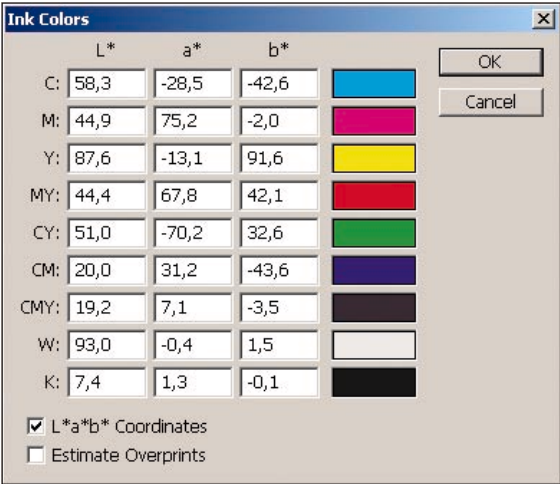 Ink Colors
L* a* b*
OK
C: 58,3 -28,5 -42,6
Cancel
M: 44,9 75,2 -2,0
Y: 87,6 -13,1 91,6
MY: 44,4 67,8 42,1
CY: 51,0 -70,2 32,6
CM: 20,0 31,2 -43,6
CMY: 19,2 7,1 -3,5
W: 93,0 -0,4 1,5
K: 7,4 1,3 -0,1
L*a*b* Coordinates
Estimate Overprints